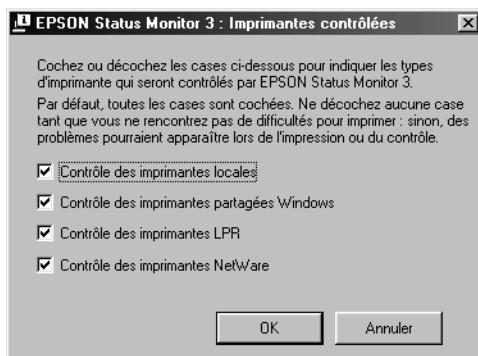 EPSON Status Monitor 3 : Imprimantes contrôlées
Cochez ou décochez les cases ci-dessous pour indiquer les types
d'imprimante qui seront contrôlés par EPSON Status Monitor 3.
Par défaut, toutes les cases sont cochées. Ne décochez aucune case
tant que vous ne rencontrez pas de difficultés pour imprimer : sinon, des
problèmes pourraient apparaître lors de l'impression ou du contrôle.
Contrôle des imprimantes locales
Contrôle des imprimantes partagées Windows
Contrôle des imprimantes LPR
Contrôle des imprimantes NetWare
OK Annuler